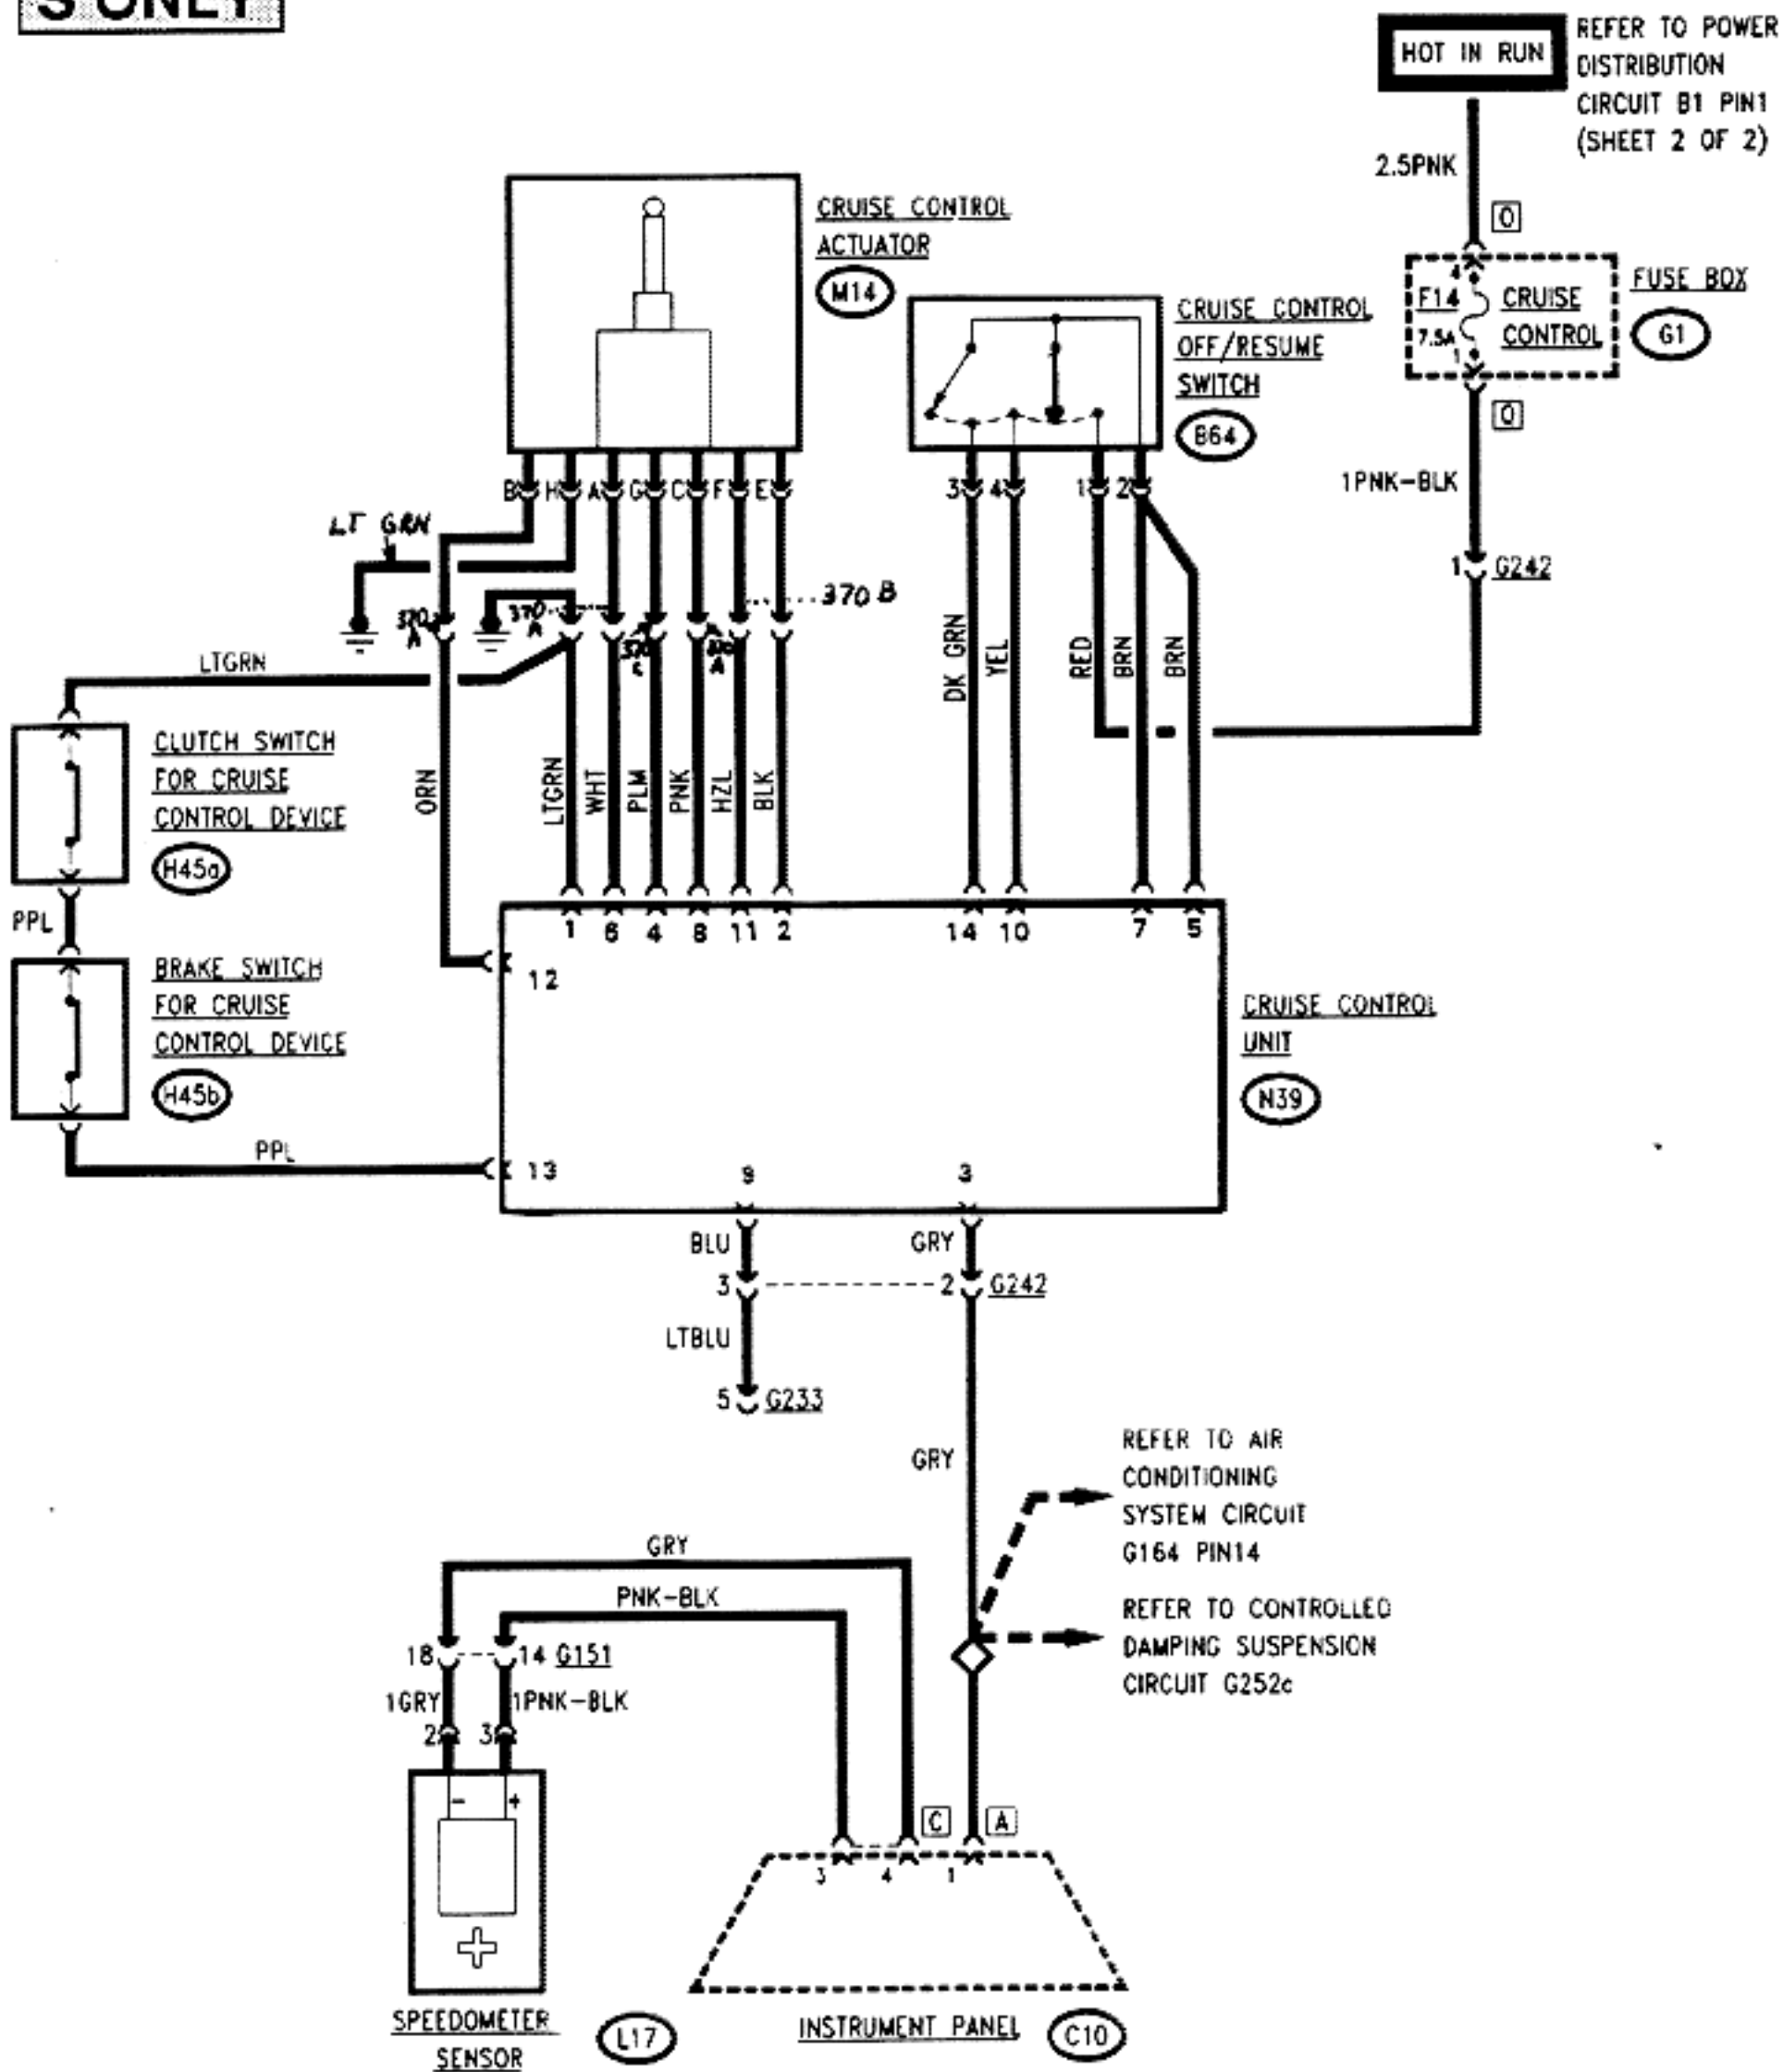 S ONLY
HOT IN RUN
REFER TO POWER
DISTRIBUTION
CIRCUIT B1 PIN1
(SHEET 2 OF 2)
2.5PNK
O
CRUISE CONTROL
ACTUATOR
M14
CRUISE CONTROL
OFF/RESUME
SWITCH
B64
4
F14
7.5A
1
CRUISE
CONTROL
FUSE BOX
G1
Q
1PNK-BLK
1 G242
B H A G C F E
3 4 1 2
LT GRN
370 A
370 A
370 B
LTGRN
DK GRN
YEL
RED
BRN
BRN
CLUTCH SWITCH
FOR CRUISE
CONTROL DEVICE
H45a
ORN
LTGRN
WHT
PLM
PNK
HZL
BLK
PPL
1 6 4 8 11 2 14 10 7 5
BRAKE SWITCH
FOR CRUISE
CONTROL DEVICE
H45b
12
CRUISE CONTROL
UNIT
N39
PPL
13
9 3
BLU
GRY
3 2 G242
LTBLU
5 G233
GRY
REFER TO AIR
CONDITIONING
SYSTEM CIRCUIT
G164 PIN14
GRY
PNK-BLK
REFER TO CONTROLLED
DAMPING SUSPENSION
CIRCUIT G252c
18 14 G151
1GRY
1PNK-BLK
2 3
- +
C A
3 4 1
SPEEDOMETER
SENSOR
L17
INSTRUMENT PANEL
C10